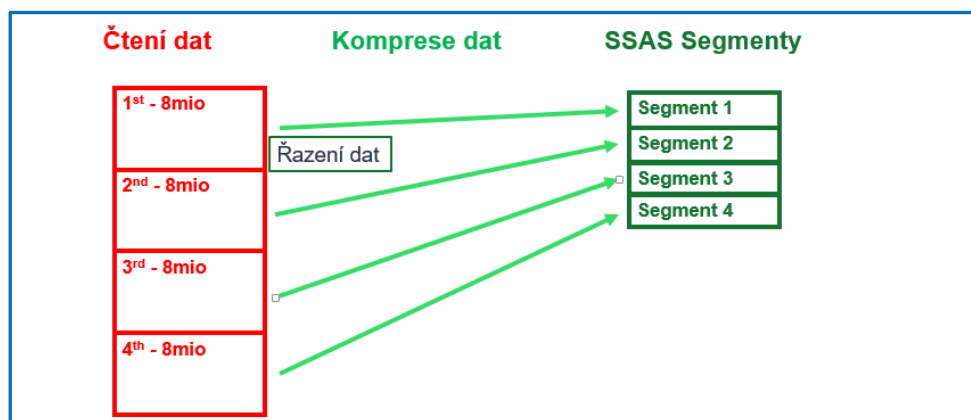 Čtení dat
Komprese dat
SSAS Segmenty
1st - 8mio
Řazení dat
2nd - 8mio
3rd - 8mio
4th - 8mio
Segment 1
Segment 2
Segment 3
Segment 4